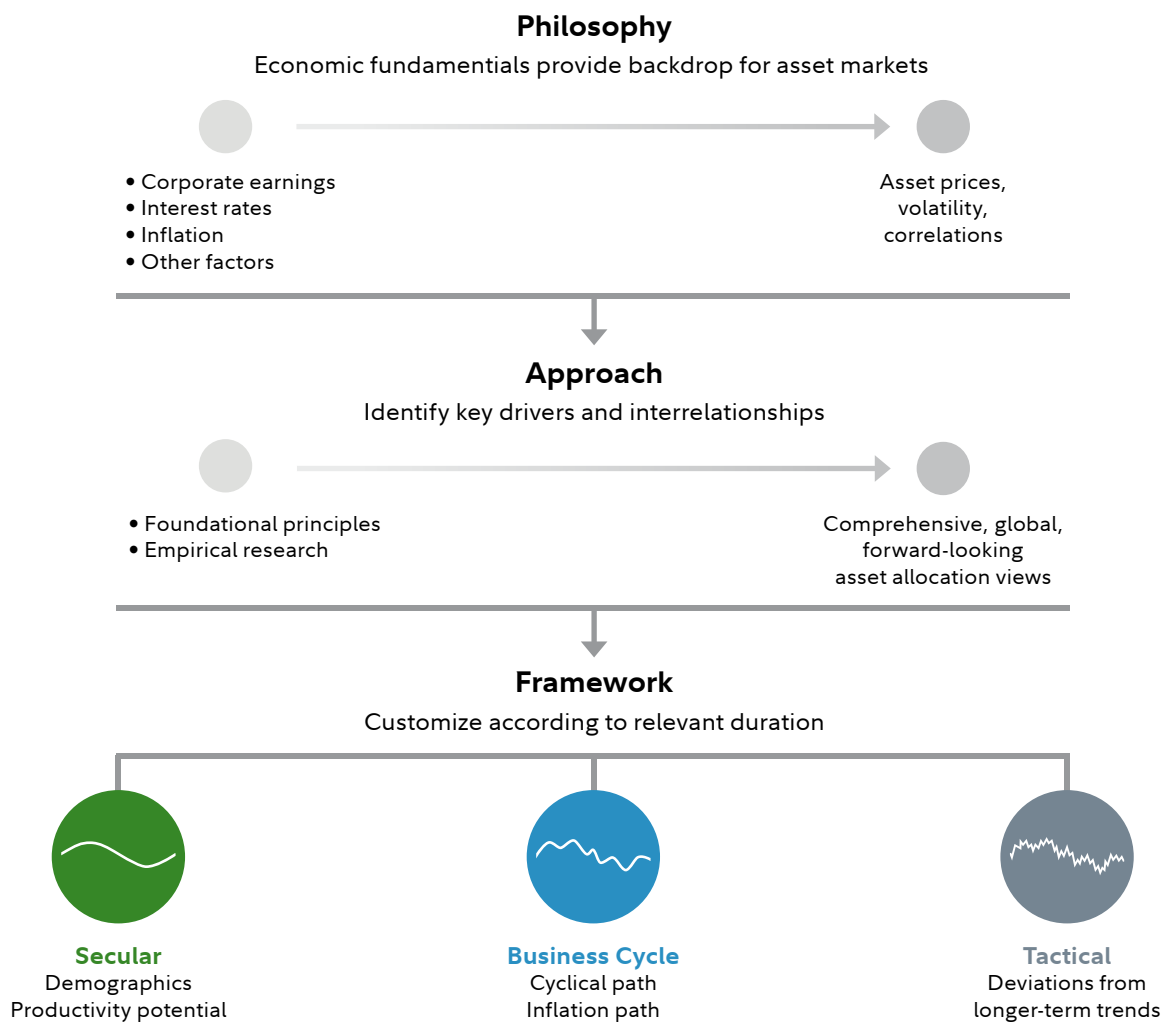 Philosophy
Economic fundamentials provide backdrop for asset markets
• Corporate earnings
• Interest rates
• Inflation
• Other factors
Asset prices,
volatility,
correlations
Approach
Identify key drivers and interrelationships
• Foundational principles
• Empirical research
Comprehensive, global,
forward-looking
asset allocation views
Framework
Customize according to relevant duration
Secular
Demographics
Productivity potential
Business Cycle
Cyclical path
Inflation path
Tactical
Deviations from
longer-term trends